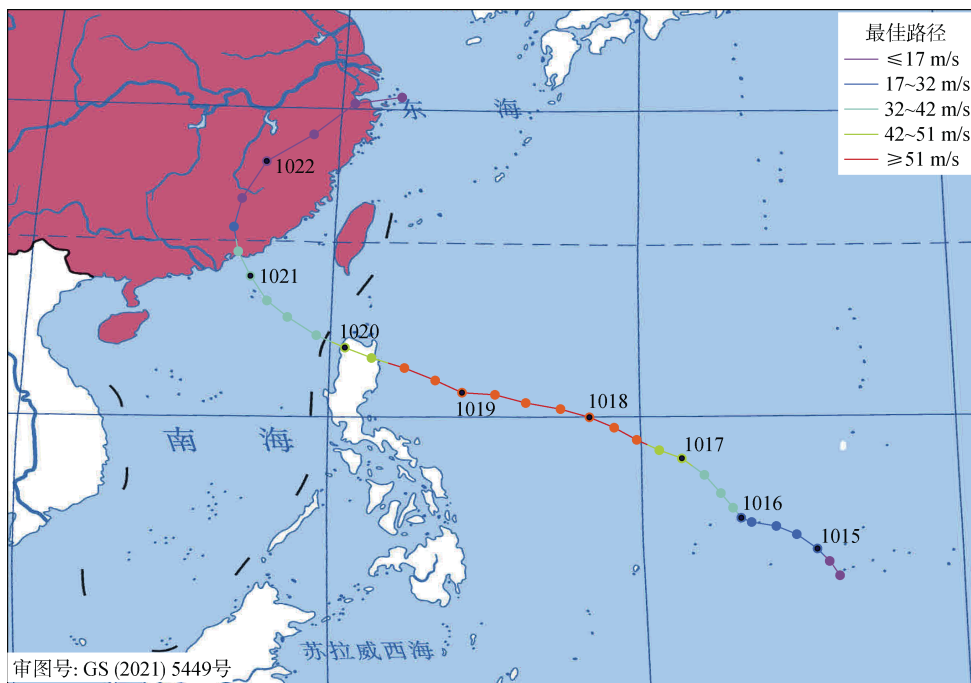 最佳路径
≤17 m/s
17~32 m/s
32~42 m/s
42~51 m/s
≥51 m/s
东 海
1022
1021
1020
1019
1018
1017
1016
1015
南 海
苏拉威西海
审图号: GS (2021) 5449号